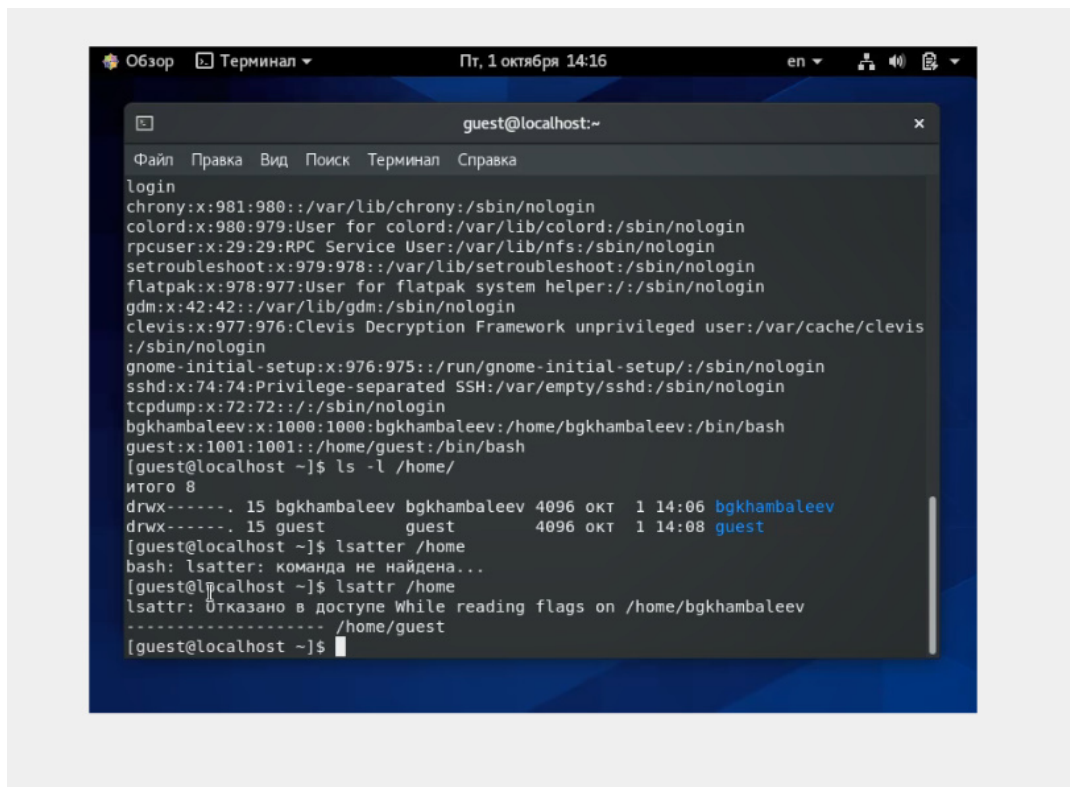 Обзор Терминал Пт, 1 октября 14:16 en
guest@localhost:~ ×
Файл Правка Вид Поиск Терминал Справка
login
chrony:x:981:980::/var/lib/chrony:/sbin/nologin
colord:x:980:979:User for colord:/var/lib/colord:/sbin/nologin
rpcuser:x:29:29:RPC Service User:/var/lib/nfs:/sbin/nologin
setroubleshoot:x:979:978::/var/lib/setroubleshoot:/sbin/nologin
flatpak:x:978:977:User for flatpak system helper:/:/sbin/nologin
gdm:x:42:42::/var/lib/gdm:/sbin/nologin
clevis:x:977:976:Clevis Decryption Framework unprivileged user:/var/cache/clevis
:/sbin/nologin
gnome-initial-setup:x:976:975::/run/gnome-initial-setup/:/sbin/nologin
sshd:x:74:74:Privilege-separated SSH:/var/empty/sshd:/sbin/nologin
tcpdump:x:72:72::/:/sbin/nologin
bgkhambaleev:x:1000:1000:bgkhambaleev:/home/bgkhambaleev:/bin/bash
guest:x:1001:1001::/home/guest:/bin/bash
[guest@localhost ~]$ ls -l /home/
итого 8
drwx------. 15 bgkhambaleev bgkhambaleev 4096 окт  1 14:06 bgkhambaleev
drwx------. 15 guest        guest        4096 окт  1 14:08 guest
[guest@localhost ~]$ lsatter /home
bash: lsatter: команда не найдена...
[guest@localhost ~]$ lsattr /home
lsattr: Отказано в доступе While reading flags on /home/bgkhambaleev
-------------------- /home/guest
[guest@localhost ~]$